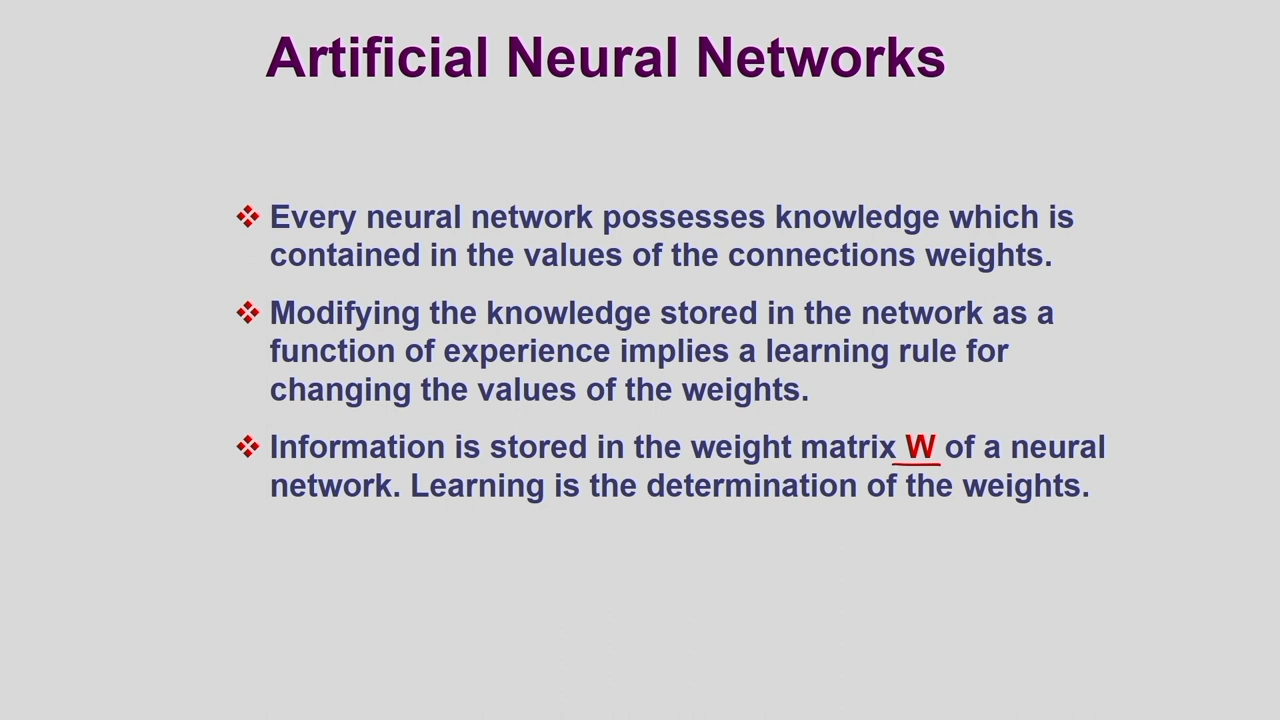 Artificial Neural Networks
Every neural network possesses knowledge which is
contained in the values of the connections weights.
Modifying the knowledge stored in the network as a
function of experience implies a learning rule for
changing the values of the weights.
Information is stored in the weight matrix W of a neural
network. Learning is the determination of the weights.